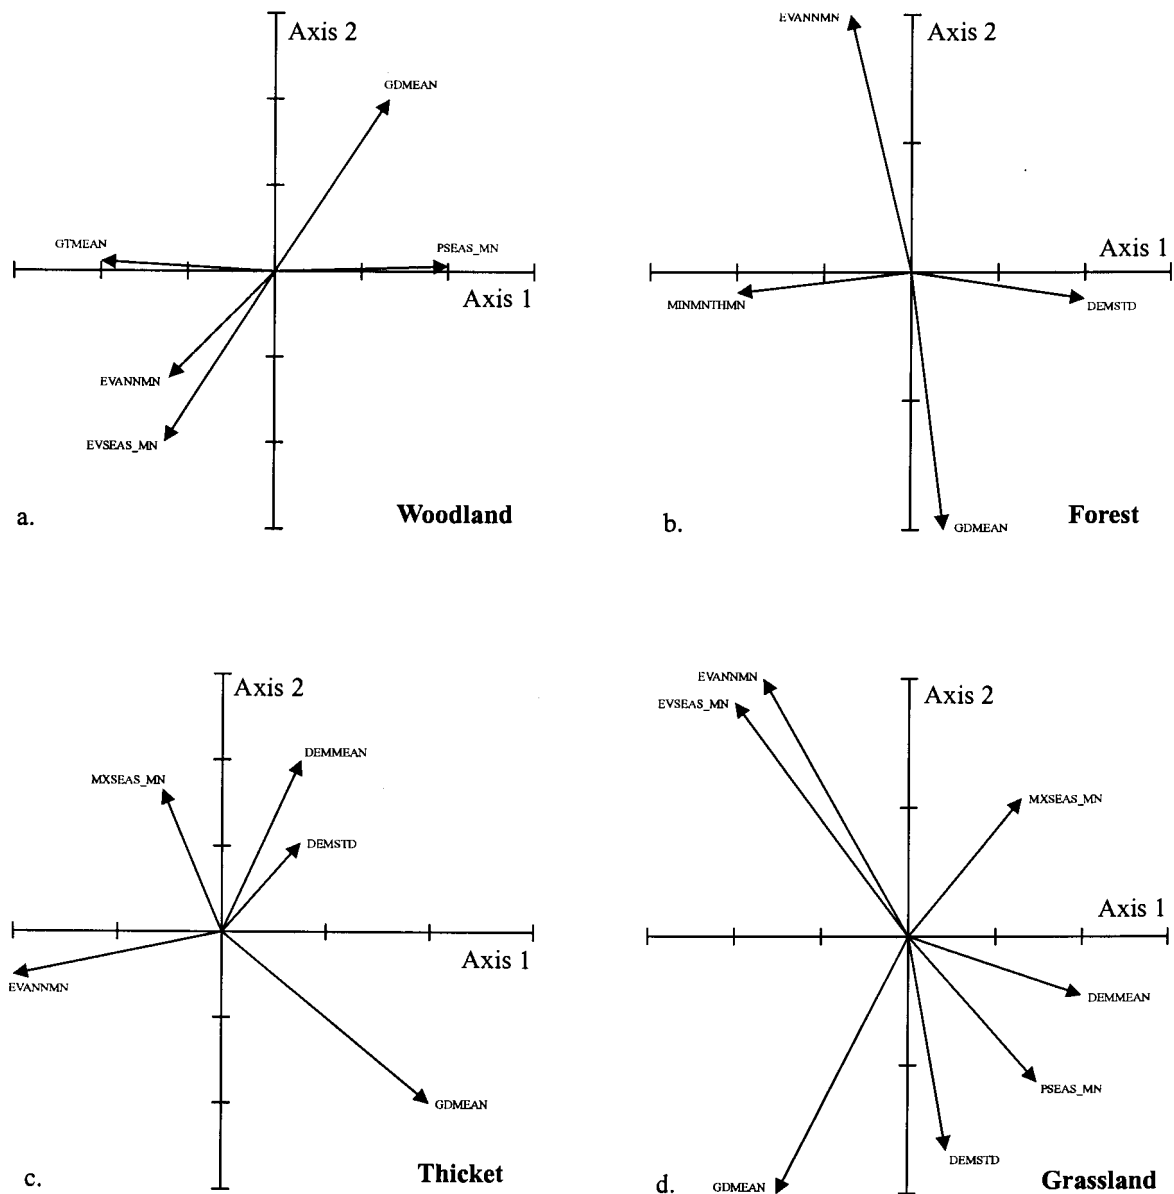 Axis 2
GDMEAN
GTMEAN
PSEAS_MN
Axis 1
EVANNMN
EVSEAS_MN
a.
Woodland
EVANNMN
Axis 2
Axis 1
MINMNTHMN
DEMSTD
GDMEAN
b.
Forest
Axis 2
DEMMEAN
MXSEAS_MN
DEMSTD
Axis 1
EVANNMN
GDMEAN
c.
Thicket
EVANNMN
Axis 2
EVSEAS_MN
MXSEAS_MN
Axis 1
DEMMEAN
PSEAS_MN
DEMSTD
GDMEAN
d.
Grassland